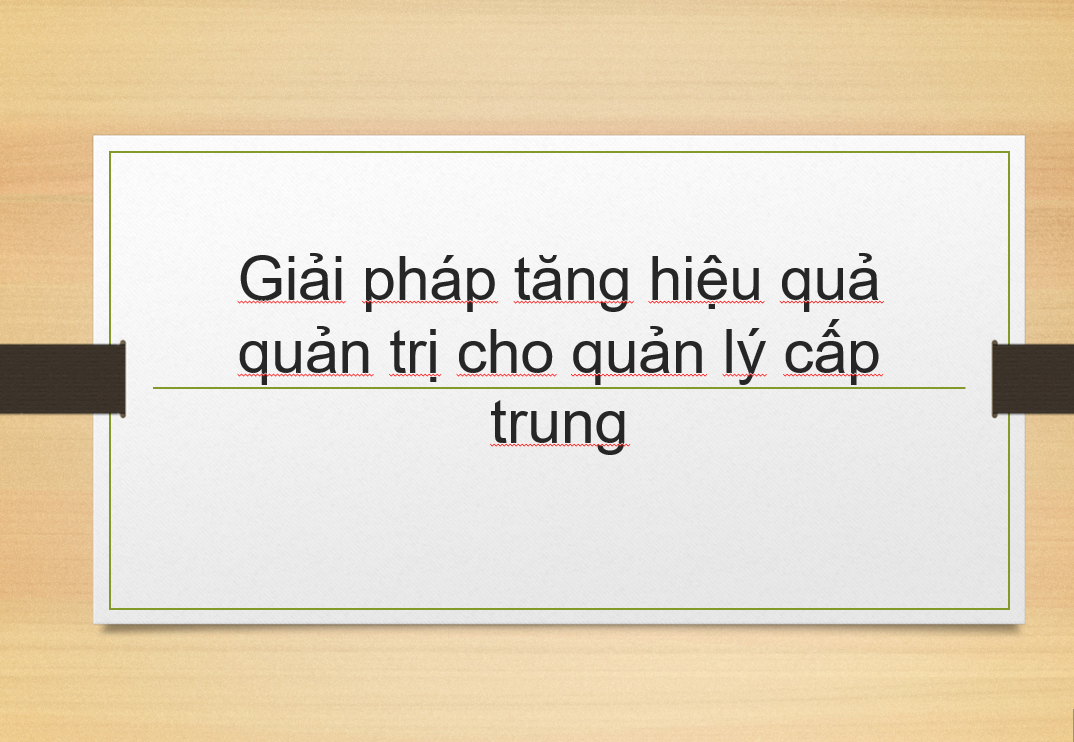 Giải pháp tăng hiệu quả
quản trị cho quản lý cấp
trung